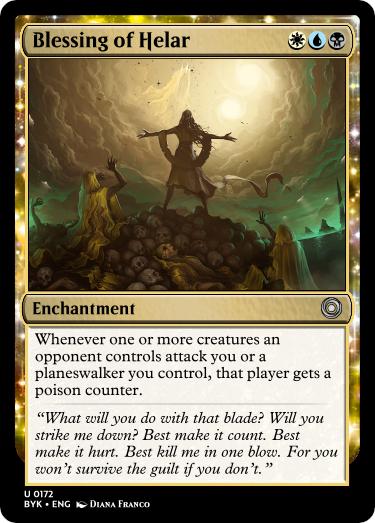 Blessing of Helar
Enchantment
Whenever one or more creatures an
opponent controls attack you or a
planeswalker you control, that player gets a
poison counter.
“What will you do with that blade? Will you
strike me down? Best make it count. Best
make it hurt. Best kill me in one blow. For you
won’t survive the guilt if you don’t.”
U 0172
BYK • ENG Diana Franco